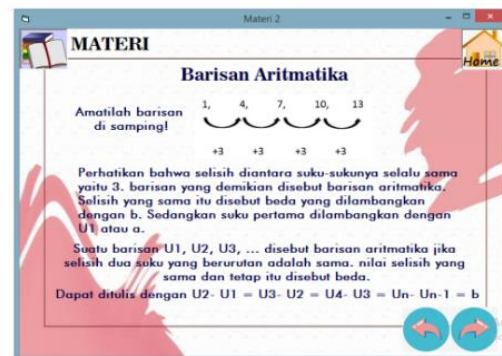 Materi 2
MATERI
Home
Barisan Aritmatika
Amatilah barisan
di samping!
1, 4, 7, 10, 13
+3 +3 +3 +3
Perhatikan bahwa selisih diantara suku-sukunya selalu sama
yaitu 3. barisan yang demikian disebut barisan aritmatika.
Selisih yang sama itu disebut beda yang dilambangkan
dengan b. Sedangkan suku pertama dilambangkan dengan
U1 atau a.
Suatu barisan U1, U2, U3, ... disebut barisan aritmatika jika
selisih dua suku yang berurutan adalah sama. nilai selisih yang
sama dan tetap itu disebut beda.
Dapat ditulis dengan U2- U1 = U3- U2 = U4- U3 = Un- Un-1 = b